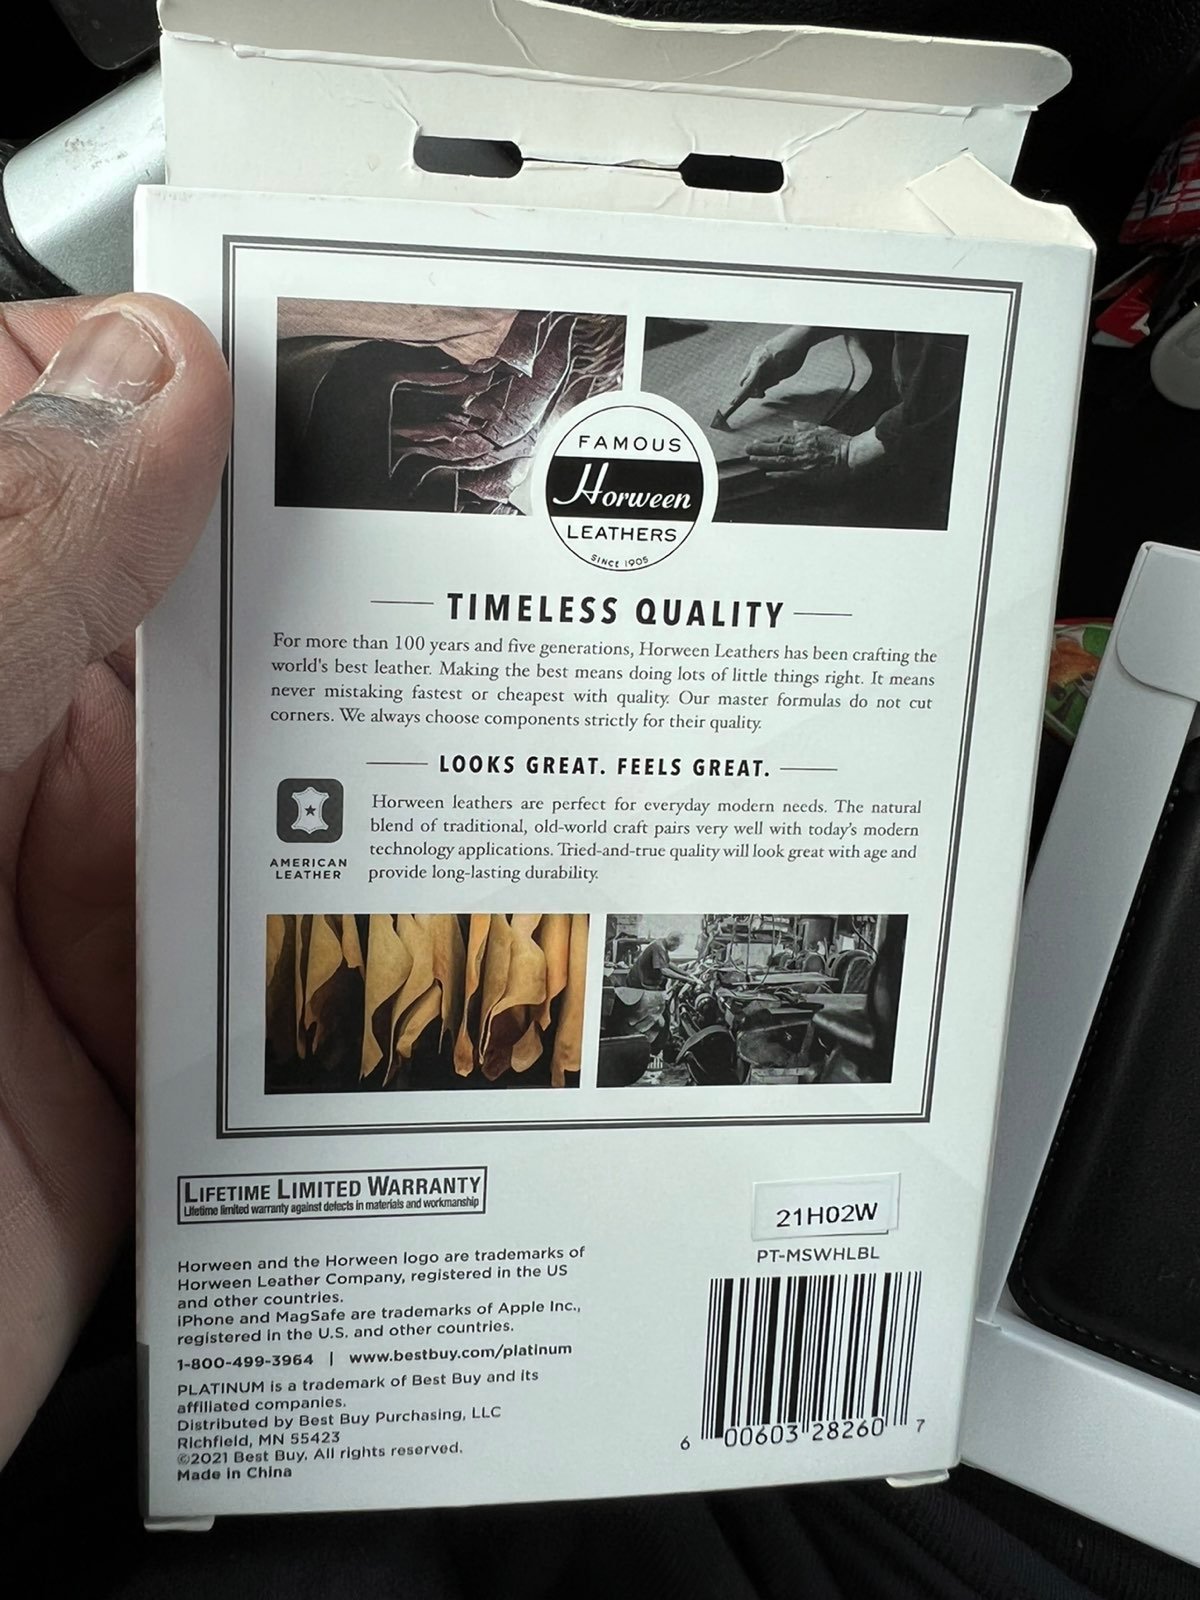 FAMOUS
Horween
LEATHERS
SINCE 1905
TIMELESS QUALITY
For more than 100 years and five generations, Horween Leathers has been crafting the
world's best leather. Making the best means doing lots of little things right. It means
never mistaking fastest or cheapest with quality. Our master formulas do not cut
corners. We always choose components strictly for their quality.
LOOKS GREAT. FEELS GREAT.
AMERICAN
LEATHER
Horween leathers are perfect for everyday modern needs. The natural
blend of traditional, old-world craft pairs very well with today's modern
technology applications. Tried-and-true quality will look great with age and
provide long-lasting durability.
LIFETIME LIMITED WARRANTY
Lifetime limited warranty against defects in materials and workmanship
Horween and the Horween logo are trademarks of
Horween Leather Company, registered in the US
and other countries.
iPhone and MagSafe are trademarks of Apple Inc.,
registered in the U.S. and other countries.
1-800-499-3964 | www.bestbuy.com/platinum
PLATINUM is a trademark of Best Buy and its
affiliated companies.
Distributed by Best Buy Purchasing, LLC
Richfield, MN 55423
©2021 Best Buy. All rights reserved.
Made in China
21H02W
PT-MSWHLBL
6 00603 28260 7